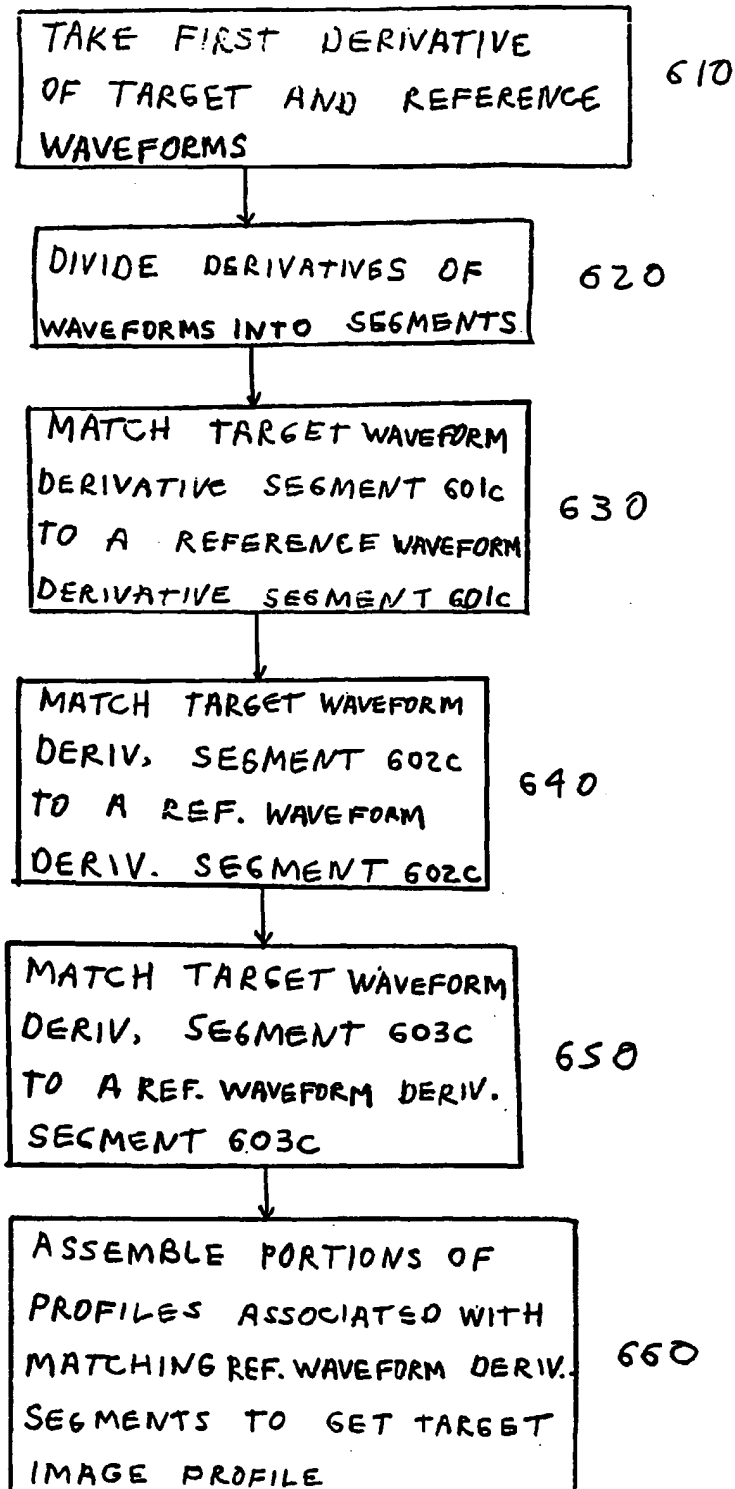 TAKE FIRST DERIVATIVE
OF TARGET AND REFERENCE
WAVEFORMS
610
DIVIDE DERIVATIVES OF
WAVEFORMS INTO SEGMENTS
620
MATCH TARGET WAVEFORM
DERIVATIVE SEGMENT 601c
TO A REFERENCE WAVEFORM
DERIVATIVE SEGMENT 601c
630
MATCH TARGET WAVEFORM
DERIV. SEGMENT 602C
TO A REF. WAVEFORM
DERIV. SEGMENT 602C
640
MATCH TARGET WAVEFORM
DERIV. SEGMENT 603C
TO A REF. WAVEFORM DERIV.
SEGMENT 603C
650
ASSEMBLE PORTIONS OF
PROFILES ASSOCIATED WITH
MATCHING REF. WAVEFORM DERIV.
SEGMENTS TO GET TARGET
IMAGE PROFILE
660